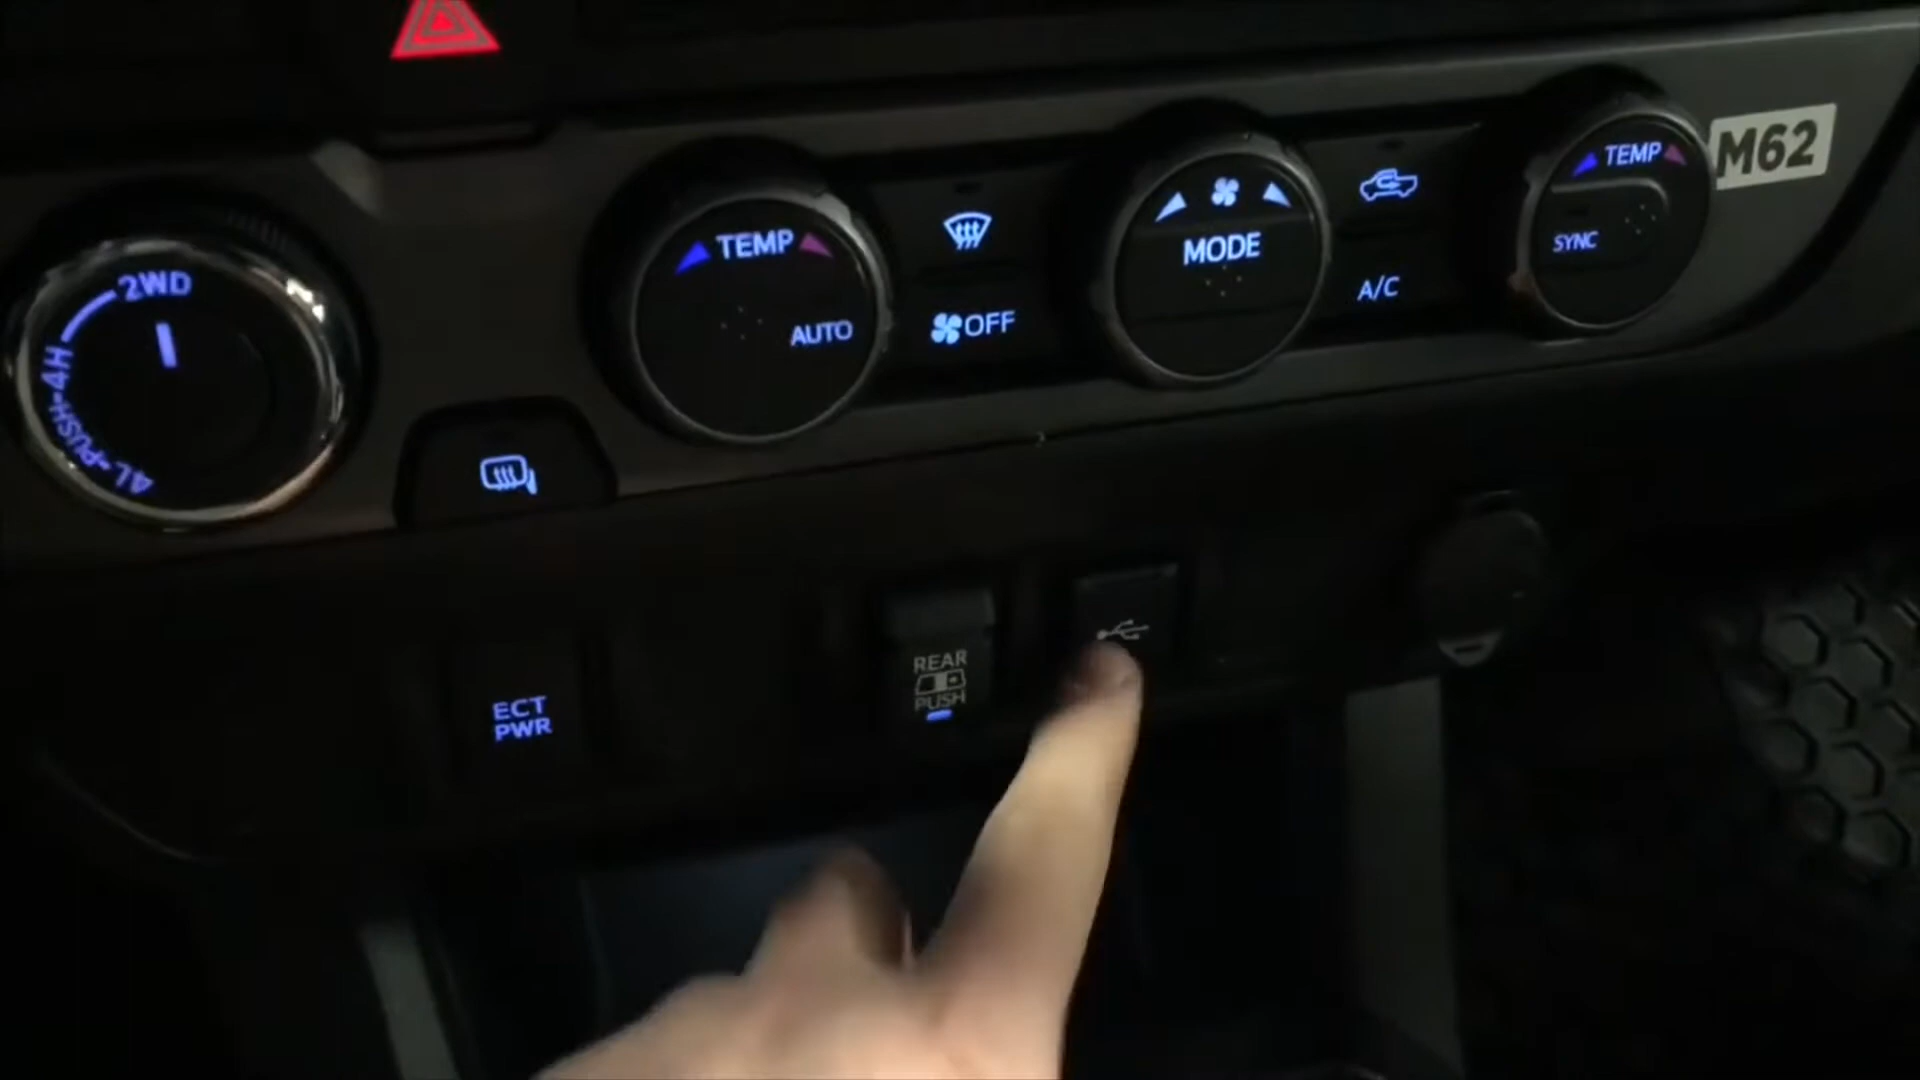 2WD
4H
4L-PUSH-
TEMP
AUTO
OFF
MODE
A/C
TEMP
SYNC
M62
ECT
PWR
REAR
PUSH